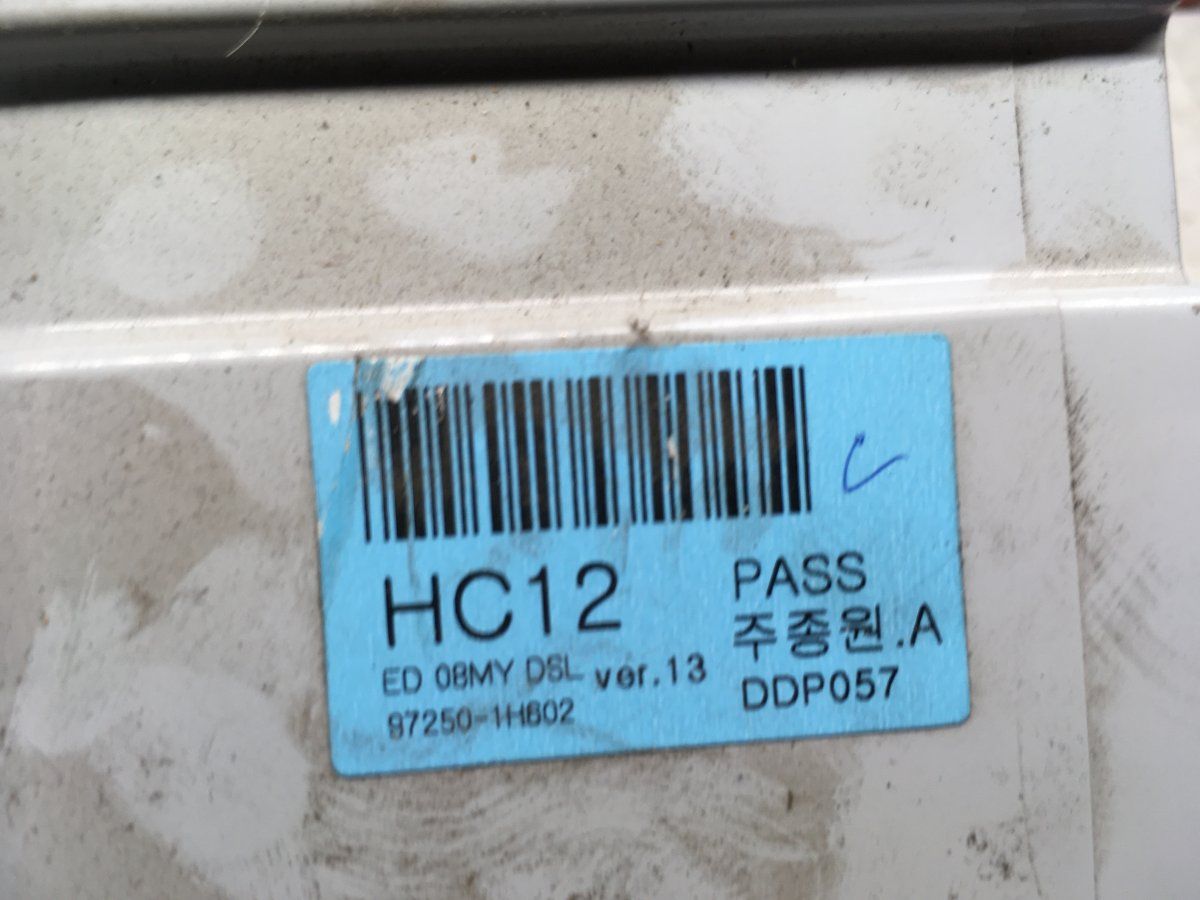 HC12
ED 08MY DSL ver.13
97250-1H602
PASS
주종원.A
DDP057